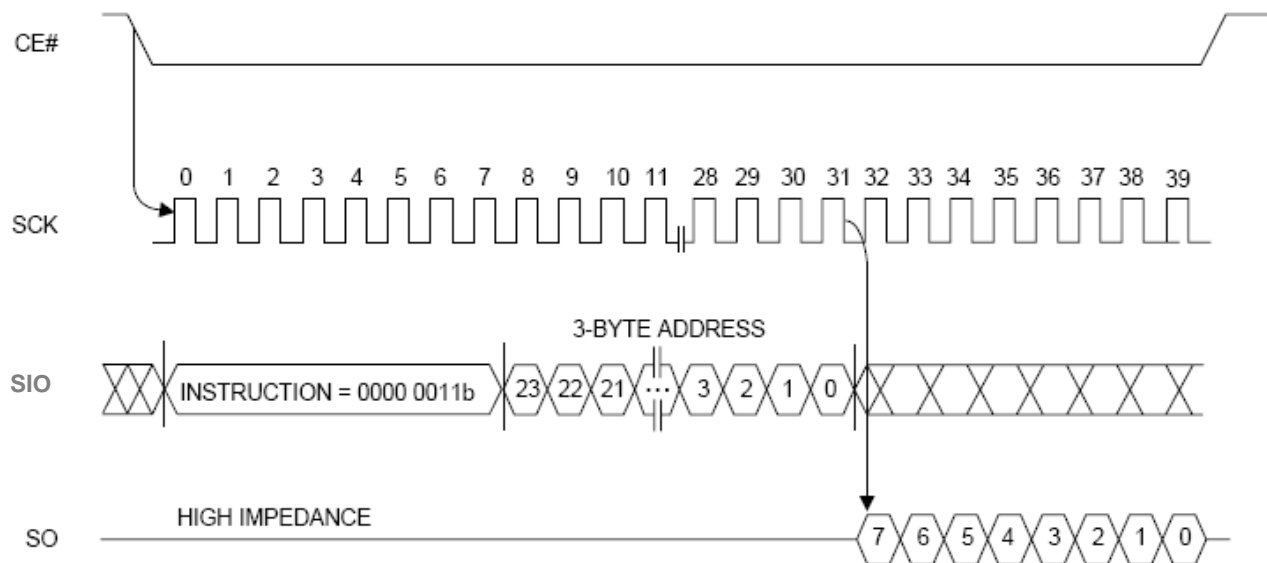 CE#
0 1 2 3 4 5 6 7 8 9 10 11 28 29 30 31 32 33 34 35 36 37 38 39
SCK
3-BYTE ADDRESS
SIO INSTRUCTION = 0000 0011b 23 22 21 ... 3 2 1 0
HIGH IMPEDANCE
SO 7 6 5 4 3 2 1 0